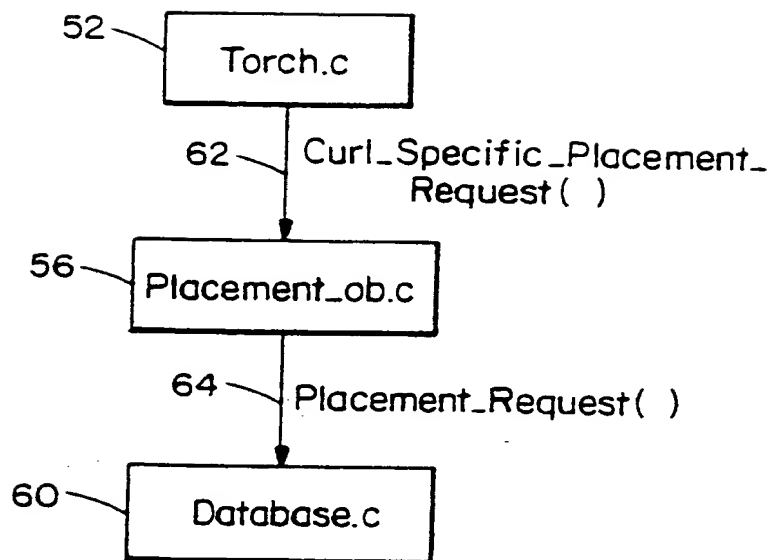 52
Torch.c
62
Curl_Specific_Placement_
Request( )
56
Placement_ob.c
64
Placement_Request( )
60
Database.c